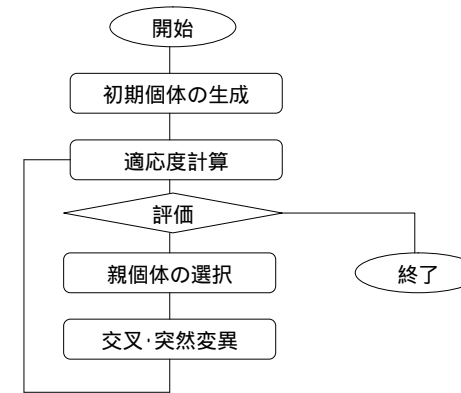 開始
初期個体の生成
適応度計算
評価
親個体の選択
終了
交叉・突然変異